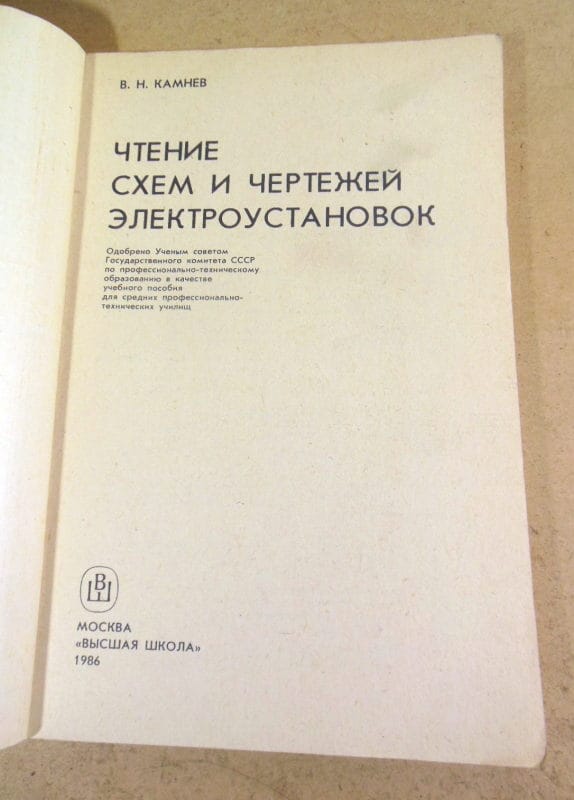 В. Н. КАМНЕВ
ЧТЕНИЕ
СХЕМ И ЧЕРТЕЖЕЙ
ЭЛЕКТРОУСТАНОВОК
Одобрено Ученым советом
Государственного комитета СССР
по профессионально-техническому
образованию в качестве
учебного пособия
для средних профессионально-
технических училищ
ВШ
МОСКВА
«ВЫСШАЯ ШКОЛА»
1986